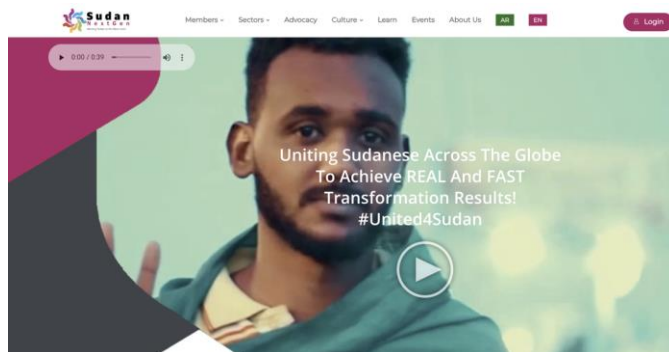 Sudan
NextGen
Members
Sectors
Advocacy
Culture
Learn
Events
About Us
AR
EN
Login
0:00 / 0:39
Uniting Sudanese Across The Globe
To Achieve REAL And FAST
Transformation Results!
#United4Sudan